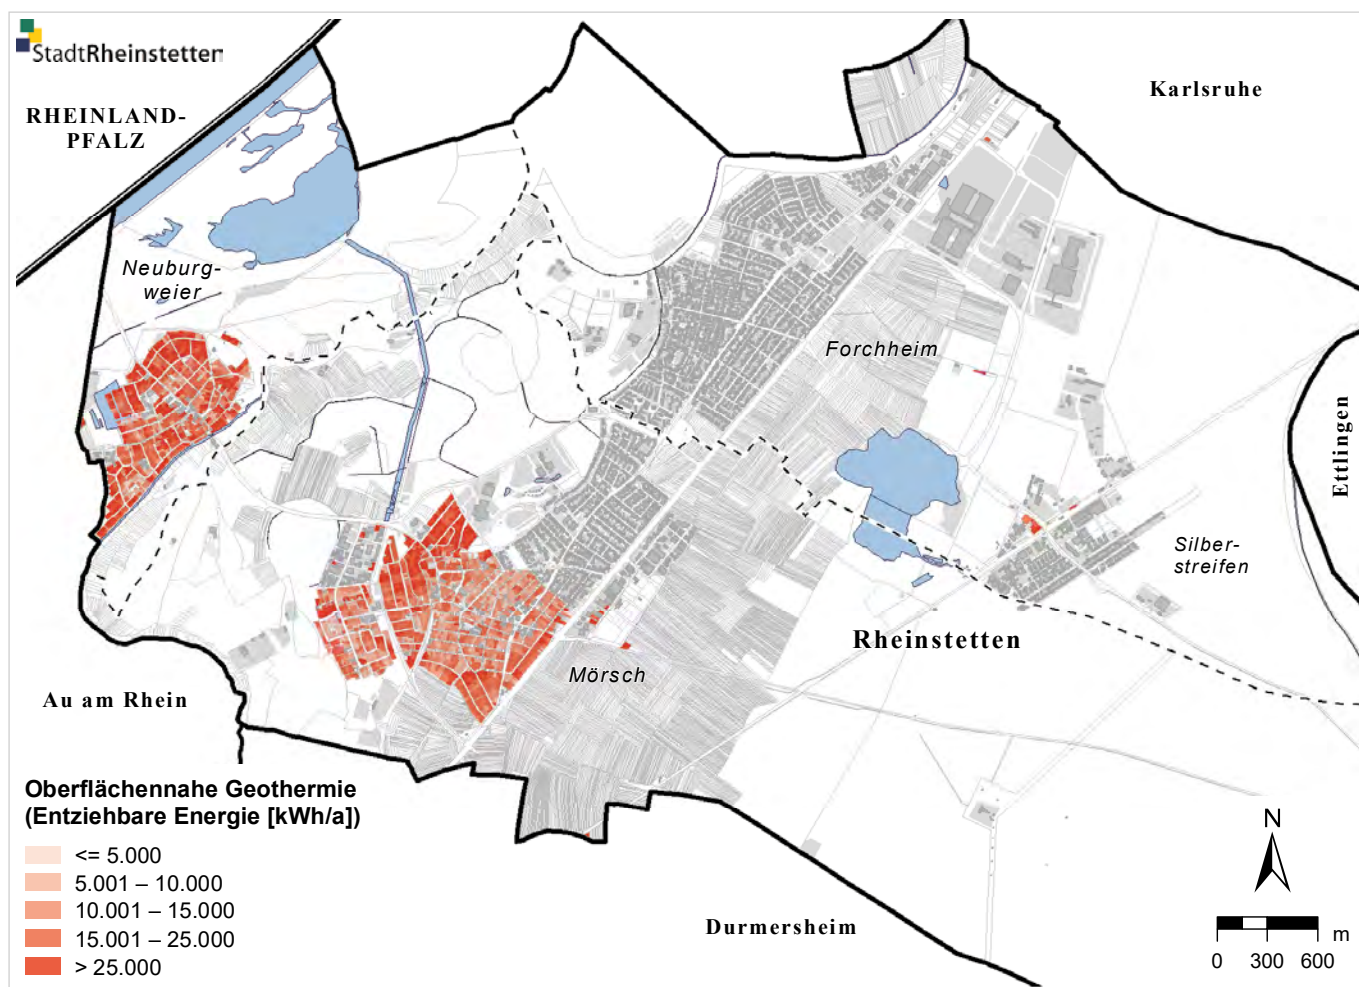 StadtRheinstetten
RHEINLAND-
PFALZ
Karlsruhe
Neuburg-
weier
Forchheim
Ettlingen
Silber-
streifen
Rheinstetten
Mörsch
Au am Rhein
Durmersheim
Oberflächennahe Geothermie
(Entziehbare Energie [kWh/a])
<= 5.000
5.001 – 10.000
10.001 – 15.000
15.001 – 25.000
> 25.000
N
m
0 300 600